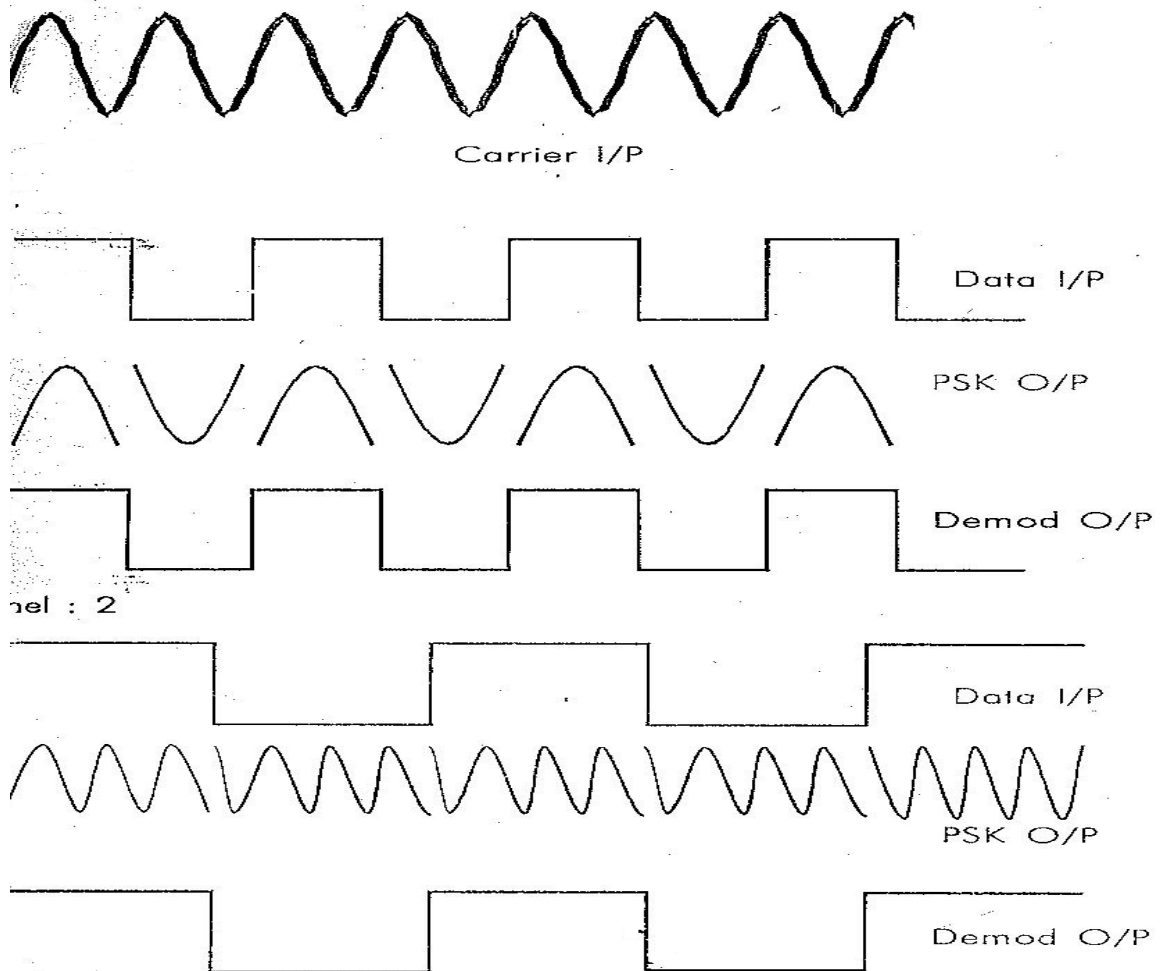 Carrier I/P
Data I/P
PSK O/P
Demod O/P
nel : 2
Data I/P
PSK O/P
Demod O/P